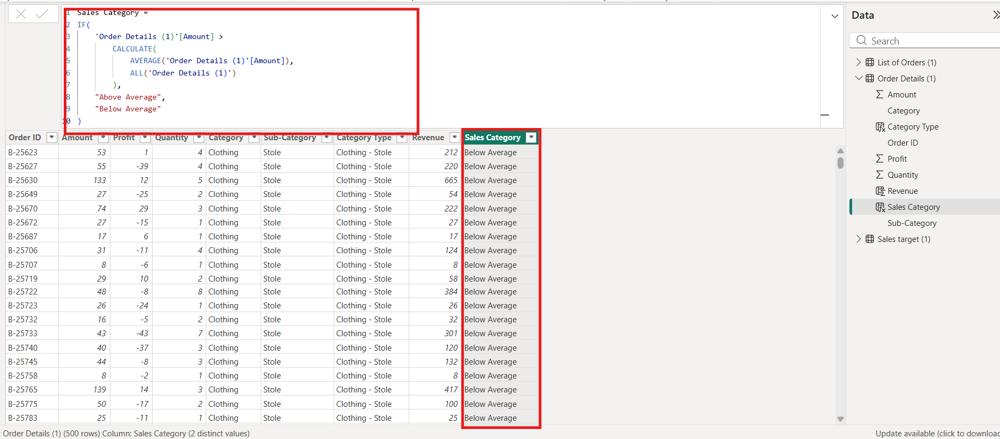 1 Sales Category =
2 IF(
3 'Order Details (1)'[Amount] >
4 CALCULATE(
5 AVERAGE('Order Details (1)'[Amount]),
6 ALL('Order Details (1)')
7 ),
8 "Above Average",
9 "Below Average"
10 )
Order ID Amount Profit Quantity Category Sub-Category Category Type Revenue Sales Category
B-25623 53 1 4 Clothing Stole Clothing - Stole 212 Below Average
B-25627 55 -39 4 Clothing Stole Clothing - Stole 220 Below Average
B-25630 133 12 5 Clothing Stole Clothing - Stole 665 Below Average
B-25649 27 -25 2 Clothing Stole Clothing - Stole 54 Below Average
B-25670 74 29 3 Clothing Stole Clothing - Stole 222 Below Average
B-25672 27 -15 1 Clothing Stole Clothing - Stole 27 Below Average
B-25687 17 6 1 Clothing Stole Clothing - Stole 17 Below Average
B-25706 31 -11 4 Clothing Stole Clothing - Stole 124 Below Average
B-25707 8 -6 1 Clothing Stole Clothing - Stole 8 Below Average
B-25719 29 10 2 Clothing Stole Clothing - Stole 58 Below Average
B-25722 48 -8 8 Clothing Stole Clothing - Stole 384 Below Average
B-25723 26 -24 1 Clothing Stole Clothing - Stole 26 Below Average
B-25732 16 -5 2 Clothing Stole Clothing - Stole 32 Below Average
B-25733 43 -43 7 Clothing Stole Clothing - Stole 301 Below Average
B-25740 40 -37 3 Clothing Stole Clothing - Stole 120 Below Average
B-25745 44 -8 3 Clothing Stole Clothing - Stole 132 Below Average
B-25758 8 -2 1 Clothing Stole Clothing - Stole 8 Below Average
B-25765 139 14 3 Clothing Stole Clothing - Stole 417 Below Average
B-25775 50 -17 2 Clothing Stole Clothing - Stole 100 Below Average
B-25783 25 -11 1 Clothing Stole Clothing - Stole 25 Below Average
: Order Details (1) (500 rows) Column: Sales Category (2 distinct values)
Data
Search
List of Orders (1)
Order Details (1)
Amount
Category
Category Type
Order ID
Profit
Quantity
Revenue
Sales Category
Sub-Category
Sales target (1)
Update available (click to download